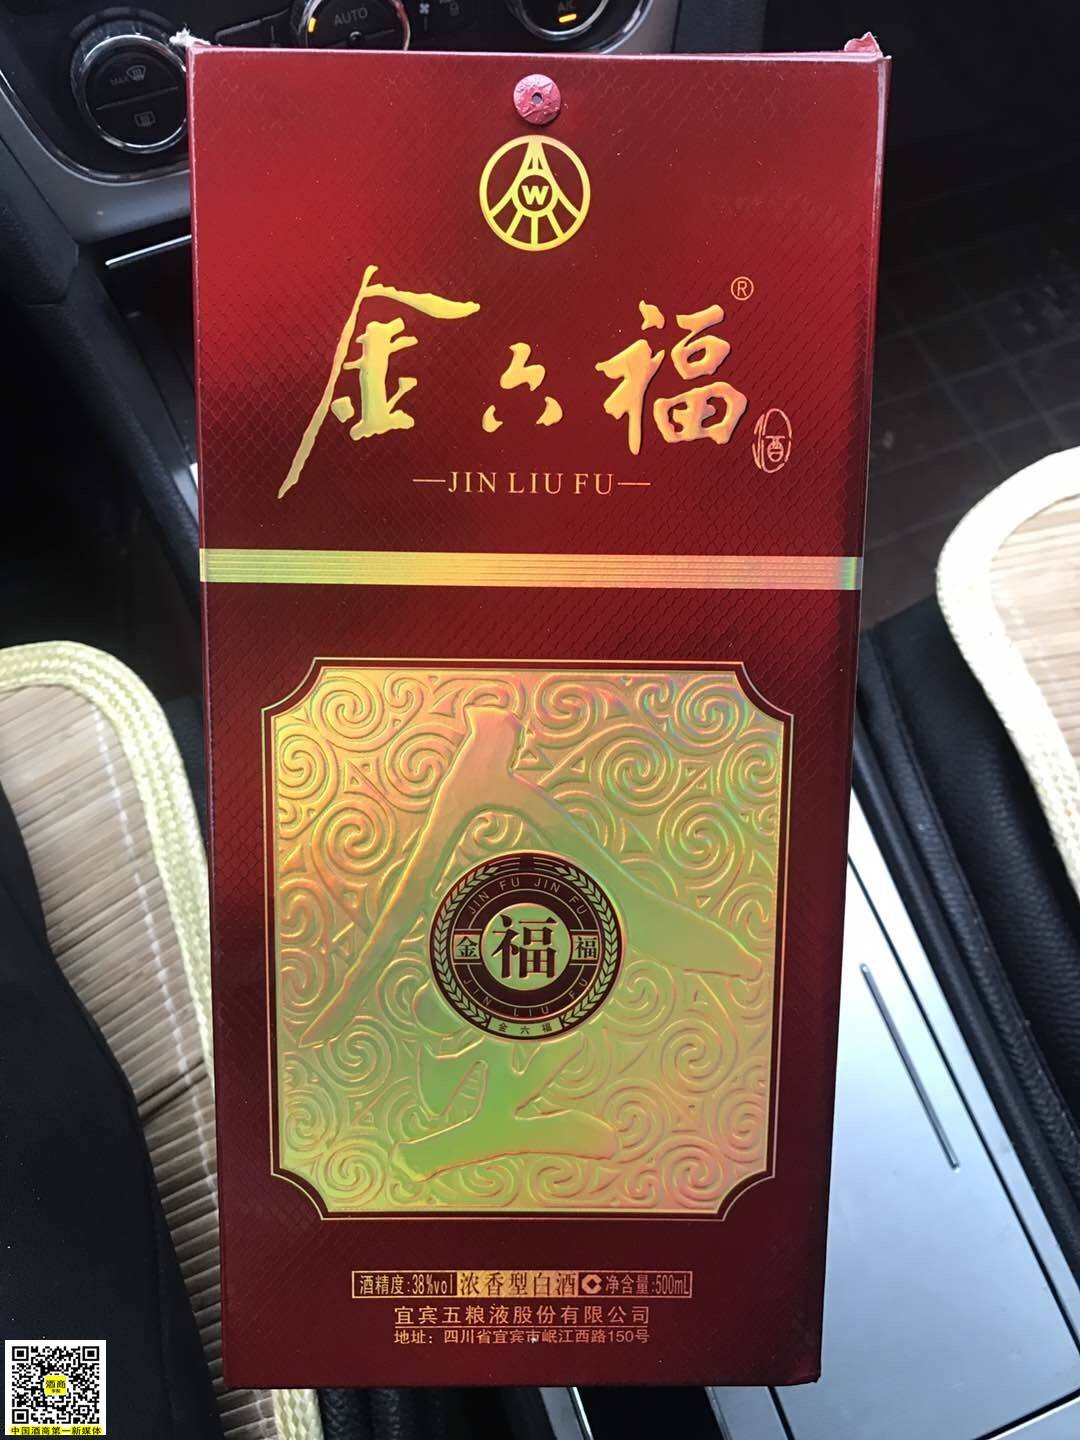 AUTO
A/C
W
金六福®
酒
JIN LIU FU
JIN FU JIN FU
金 福 福
JIN LIU FU
金六福
酒精度:38%vol 浓香型白酒 净含量:500mL
宜宾五粮液股份有限公司
地址：四川省宜宾市岷江西路150号
酒商
中国酒商第一新媒体